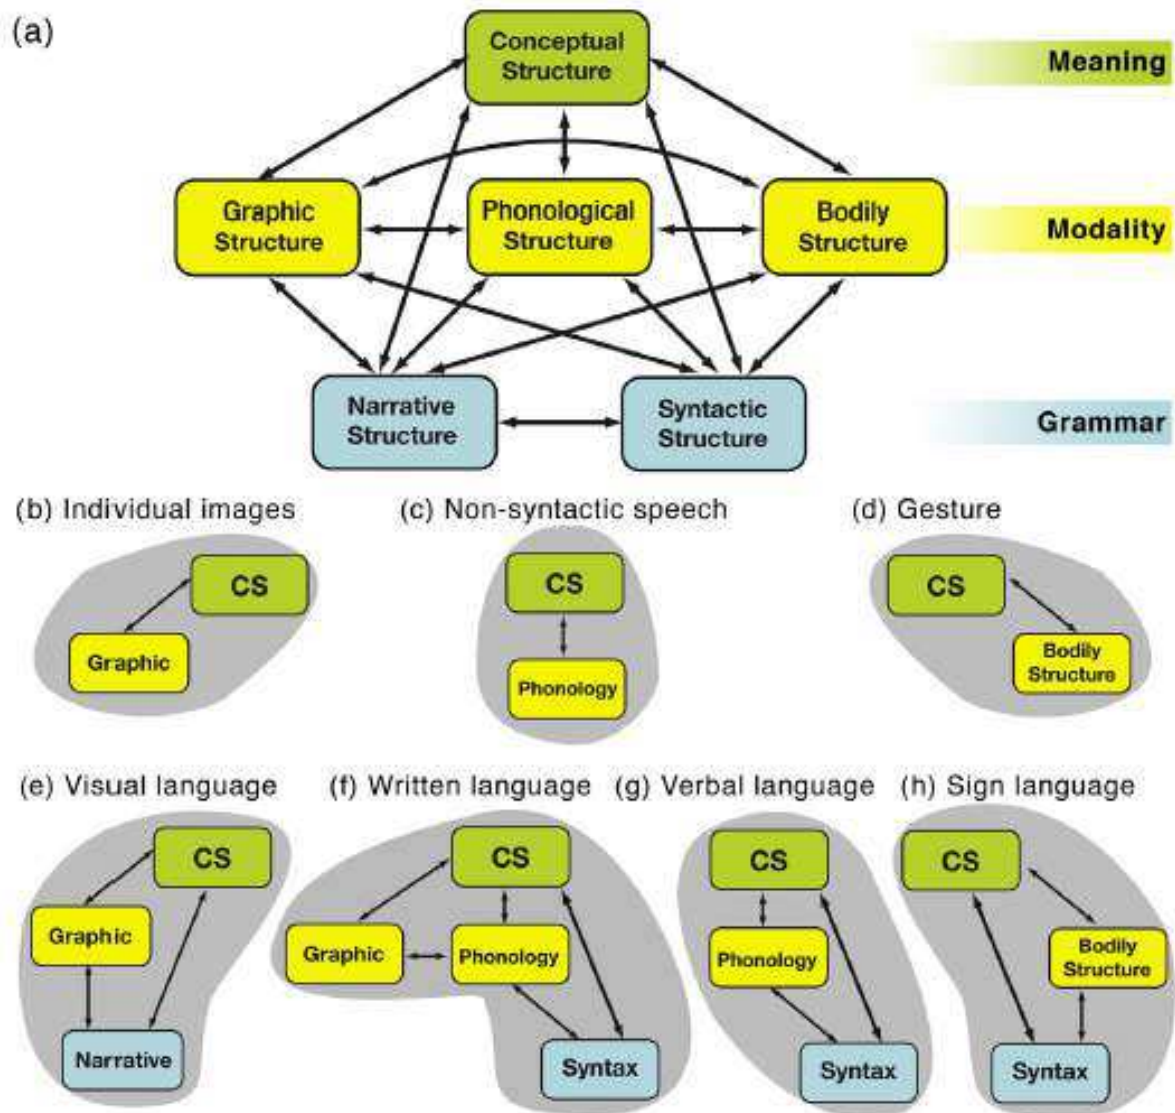 (a)
Conceptual
Structure
Meaning
Graphic
Structure
Phonological
Structure
Bodily
Structure
Modality
Narrative
Structure
Syntactic
Structure
Grammar
(b) Individual images
(c) Non-syntactic speech
(d) Gesture
CS
Graphic
CS
Phonology
CS
Bodily
Structure
(e) Visual language
(f) Written language
(g) Verbal language
(h) Sign language
CS
Graphic
Narrative
CS
Graphic
Phonology
Syntax
CS
Phonology
Syntax
CS
Bodily
Structure
Syntax